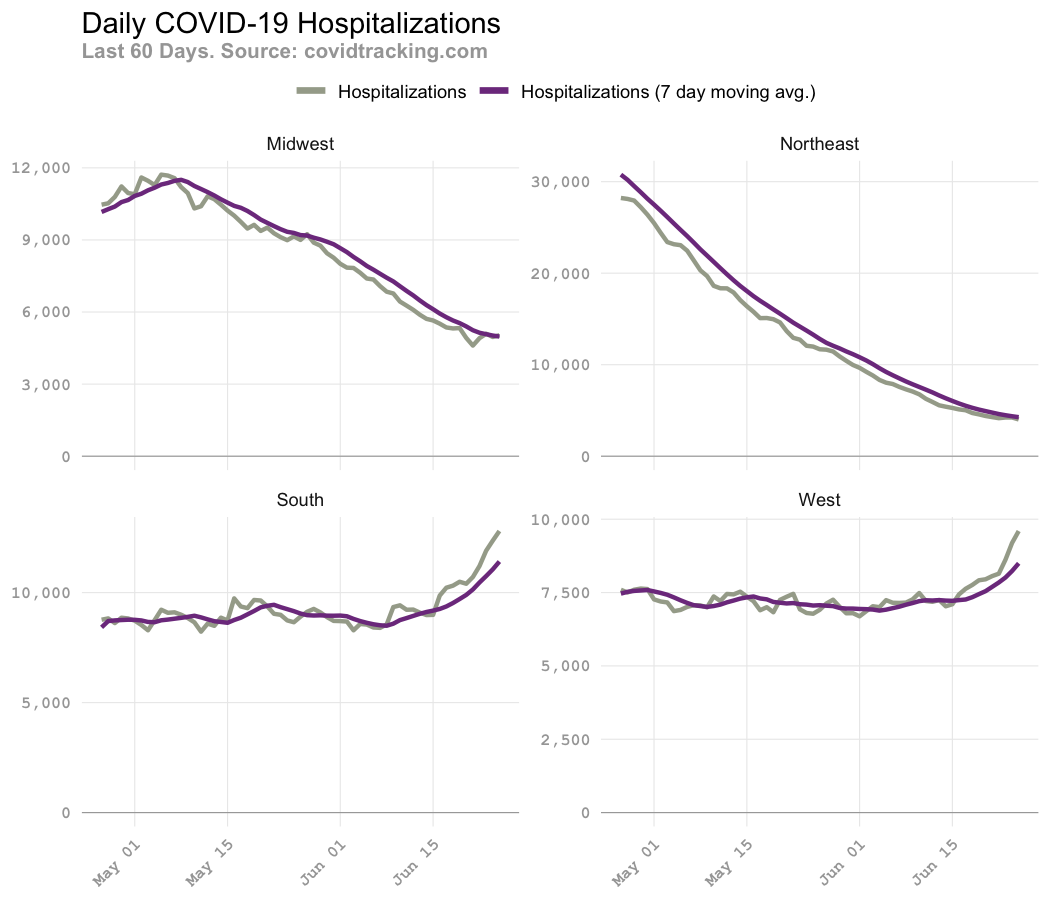 Daily COVID-19 Hospitalizations
Last 60 Days. Source: covidtracking.com
Hospitalizations
Hospitalizations (7 day moving avg.)
Midwest
12,000
9,000
6,000
3,000
0
Northeast
30,000
20,000
10,000
0
South
10,000
5,000
0
May 01
May 15
Jun 01
Jun 15
West
10,000
7,500
5,000
2,500
0
May 01
May 15
Jun 01
Jun 15